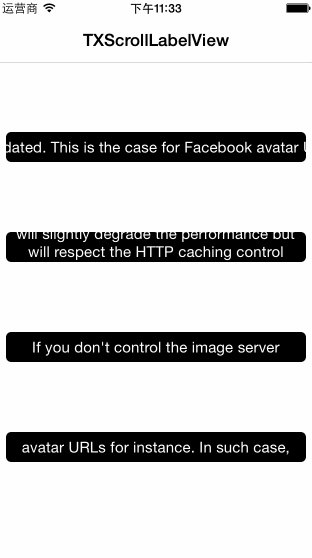 运营商 下午11:33
TXScrollLabelView
dated. This is the case for Facebook avatar
will slightly degrade the performance but
will respect the HTTP caching control
If you don't control the image server
avatar URLs for instance. In such case,